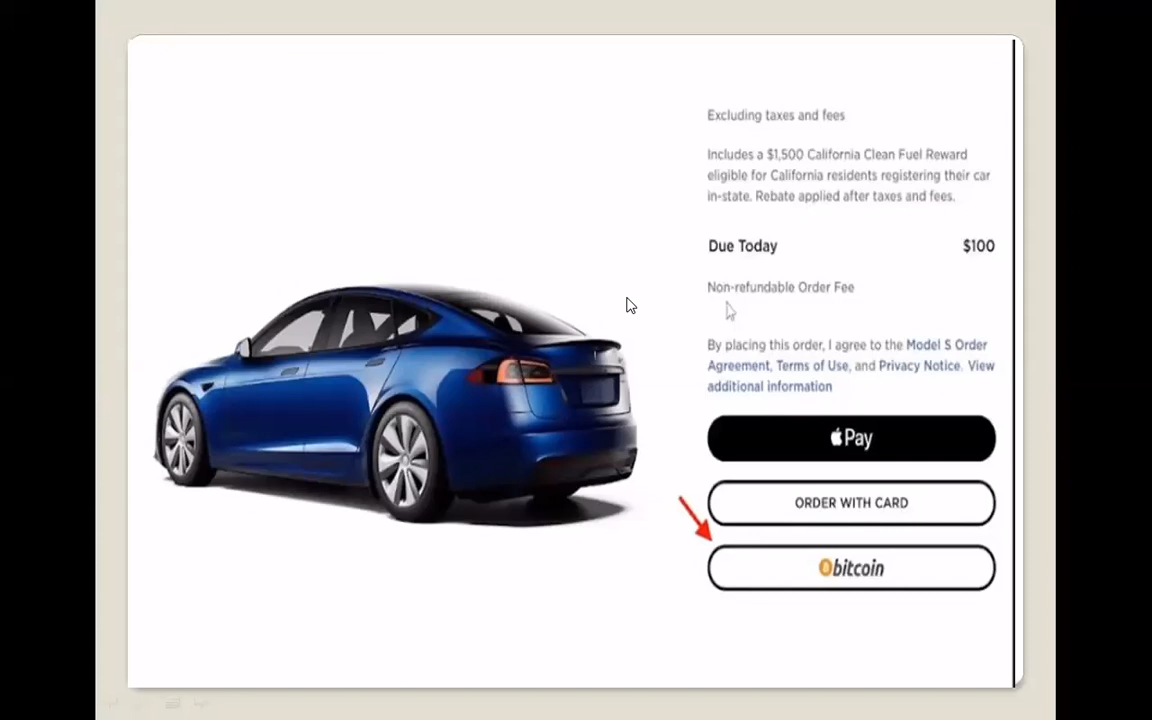 Excluding taxes and fees
Includes a $1,500 California Clean Fuel Reward
eligible for California residents registering their car
in-state. Rebate applied after taxes and fees.
Due Today $100
Non-refundable Order Fee
By placing this order, I agree to the Model S Order
Agreement, Terms of Use, and Privacy Notice. View
additional information
Pay
ORDER WITH CARD
bitcoin